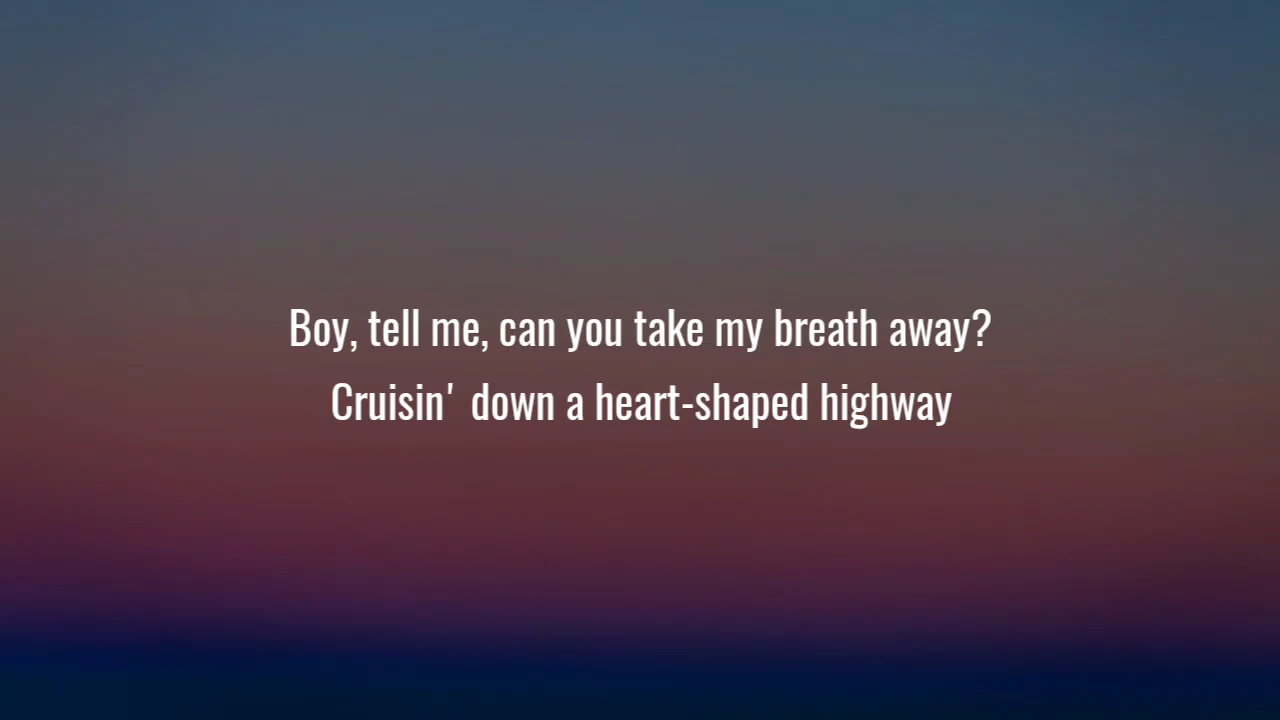 Boy, tell me, can you take my breath away?
Cruisin' down a heart-shaped highway